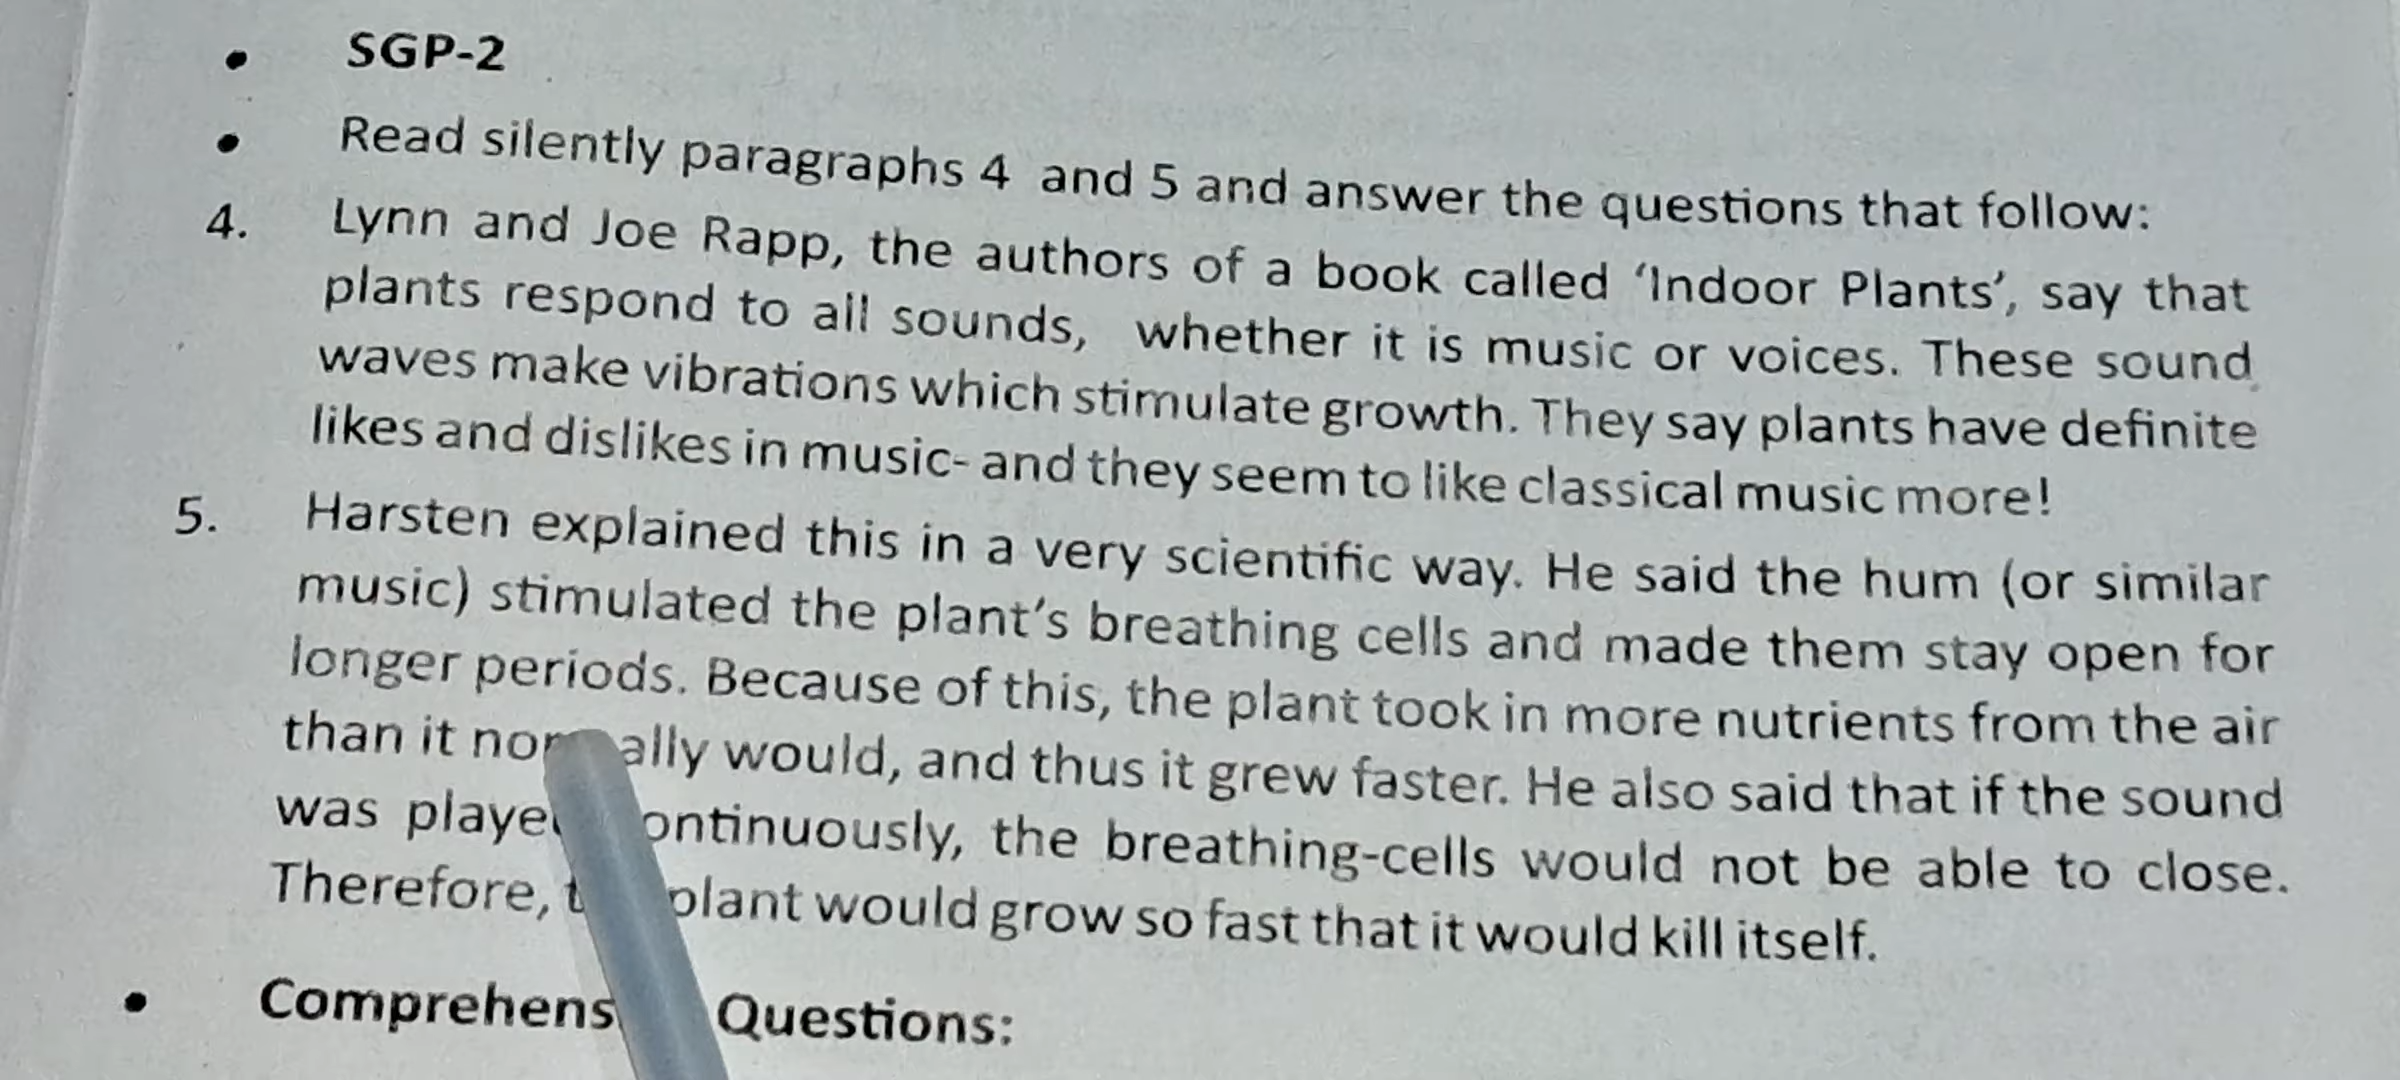 • SGP-2
• Read silently paragraphs 4 and 5 and answer the questions that follow:
4. Lynn and Joe Rapp, the authors of a book called ‘Indoor Plants’, say that
plants respond to all sounds, whether it is music or voices. These sound
waves make vibrations which stimulate growth. They say plants have definite
likes and dislikes in music- and they seem to like classical music more!
5. Harsten explained this in a very scientific way. He said the hum (or similar
music) stimulated the plant’s breathing cells and made them stay open for
longer periods. Because of this, the plant took in more nutrients from the air
than it would, and thus it grew faster. He also said that if the sound
was the breathing-cells would not be able to close.
Therefore, plant would grow so fast that it would kill itself.
• Questions: